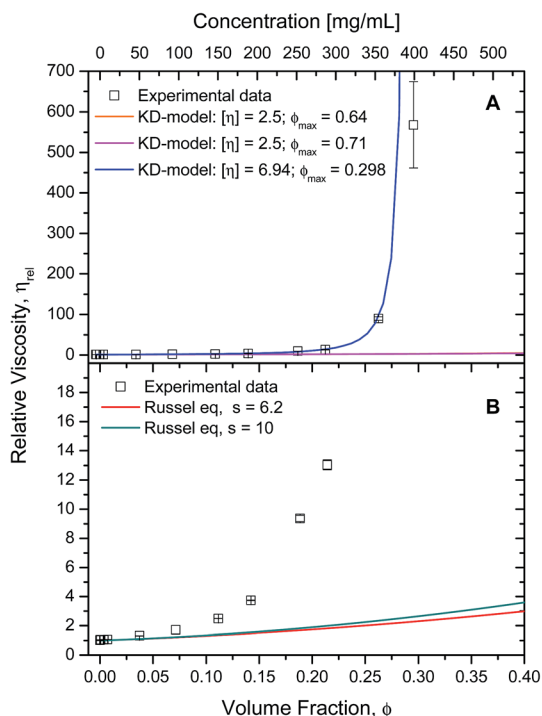 Concentration [mg/mL]
0 50 100 150 200 250 300 350 400 450 500
700
600
500
400
300
200
100
0
A
Experimental data
KD-model: [η] = 2.5; ϕmax = 0.64
KD-model: [η] = 2.5; ϕmax = 0.71
KD-model: [η] = 6.94; ϕmax = 0.298
Relative Viscosity, ηrel
18
16
14
12
10
8
6
4
2
0
B
Experimental data
Russel eq, s = 6.2
Russel eq, s = 10
0.00 0.05 0.10 0.15 0.20 0.25 0.30 0.35 0.40
Volume Fraction, ϕ